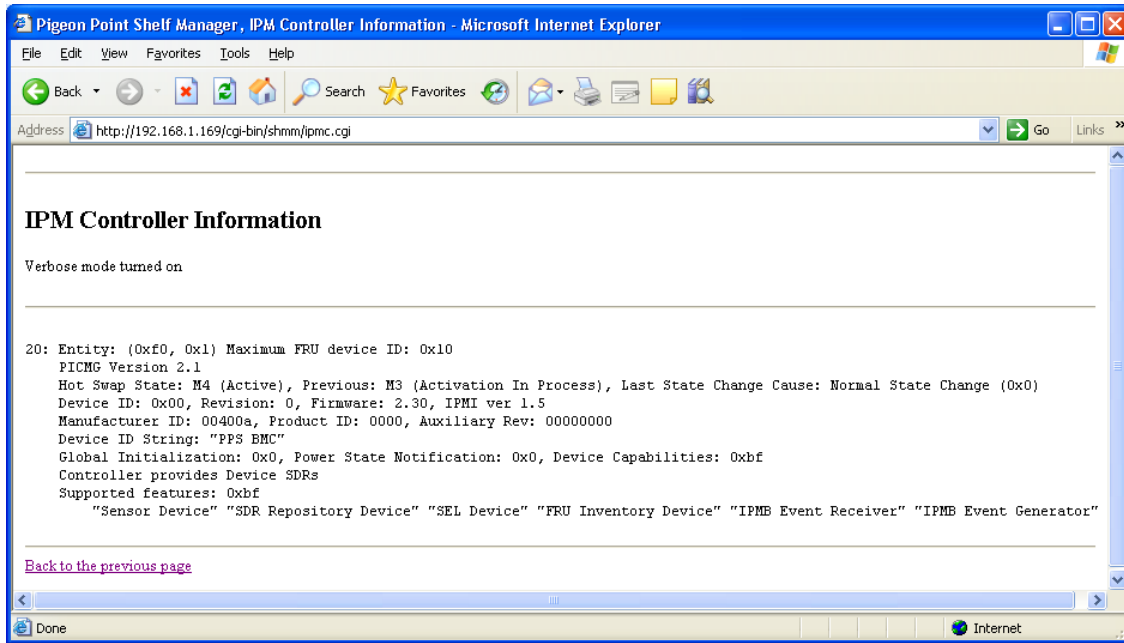 Pigeon Point Shelf Manager, IPM Controller Information - Microsoft Internet Explorer
File Edit View Favorites Tools Help
Back Search Favorites
Address http://192.168.1.169/cgi-bin/shmm/ipmc.cgi Go Links »
IPM Controller Information
Verbose mode turned on
20: Entity: (0xf0, 0x1) Maximum FRU device ID: 0x10
PICMG Version 2.1
Hot Swap State: M4 (Active), Previous: M3 (Activation In Process), Last State Change Cause: Normal State Change (0x0)
Device ID: 0x00, Revision: 0, Firmware: 2.30, IPMI ver 1.5
Manufacturer ID: 00400a, Product ID: 0000, Auxiliary Rev: 00000000
Device ID String: "PPS BMC"
Global Initialization: 0x0, Power State Notification: 0x0, Device Capabilities: 0xbf
Controller provides Device SDRs
Supported features: 0xbf
"Sensor Device" "SDR Repository Device" "SEL Device" "FRU Inventory Device" "IPMB Event Receiver" "IPMB Event Generator"
Back to the previous page
Done Internet